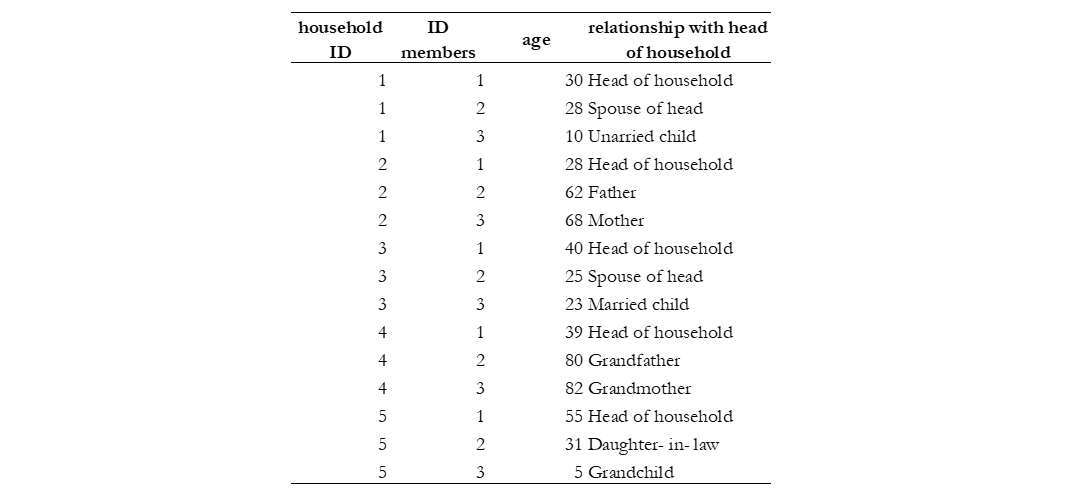 household ID relationship with head
ID members age of household
1 1 30 Head of household
1 2 28 Spouse of head
1 3 10 Unarried child
2 1 28 Head of household
2 2 62 Father
2 3 68 Mother
3 1 40 Head of household
3 2 25 Spouse of head
3 3 23 Married child
4 1 39 Head of household
4 2 80 Grandfather
4 3 82 Grandmother
5 1 55 Head of household
5 2 31 Daughter- in- law
5 3 5 Grandchild